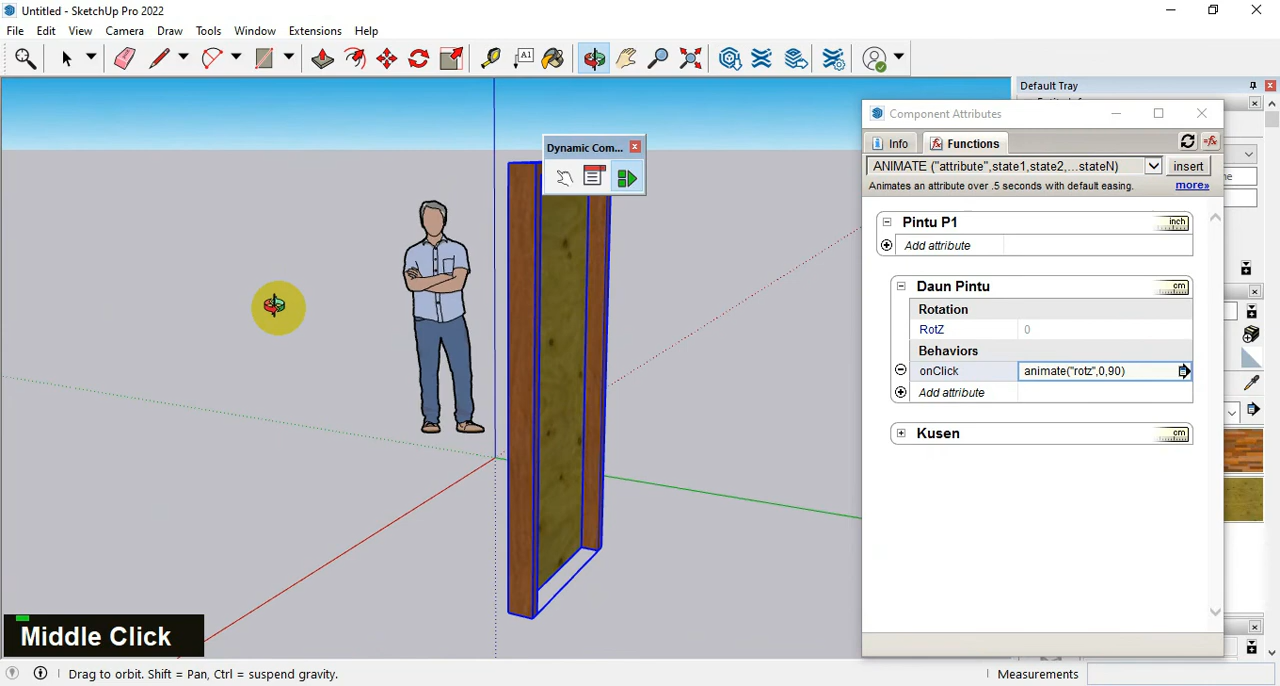 Untitled - SketchUp Pro 2022
File Edit View Camera Draw Tools Window Extensions Help
A1
Default Tray
Component Attributes
Dynamic Com...
Info Functions =fx
ANIMATE ("attribute",state1,state2,...stateN) insert
Animates an attribute over .5 seconds with default easing. more»
Pintu P1 inch
Add attribute
Daun Pintu cm
Rotation
RotZ 0
Behaviors
onClick animate("rotz",0,90)
Add attribute
Kusen cm
Middle Click
Drag to orbit. Shift = Pan, Ctrl = suspend gravity.
Measurements